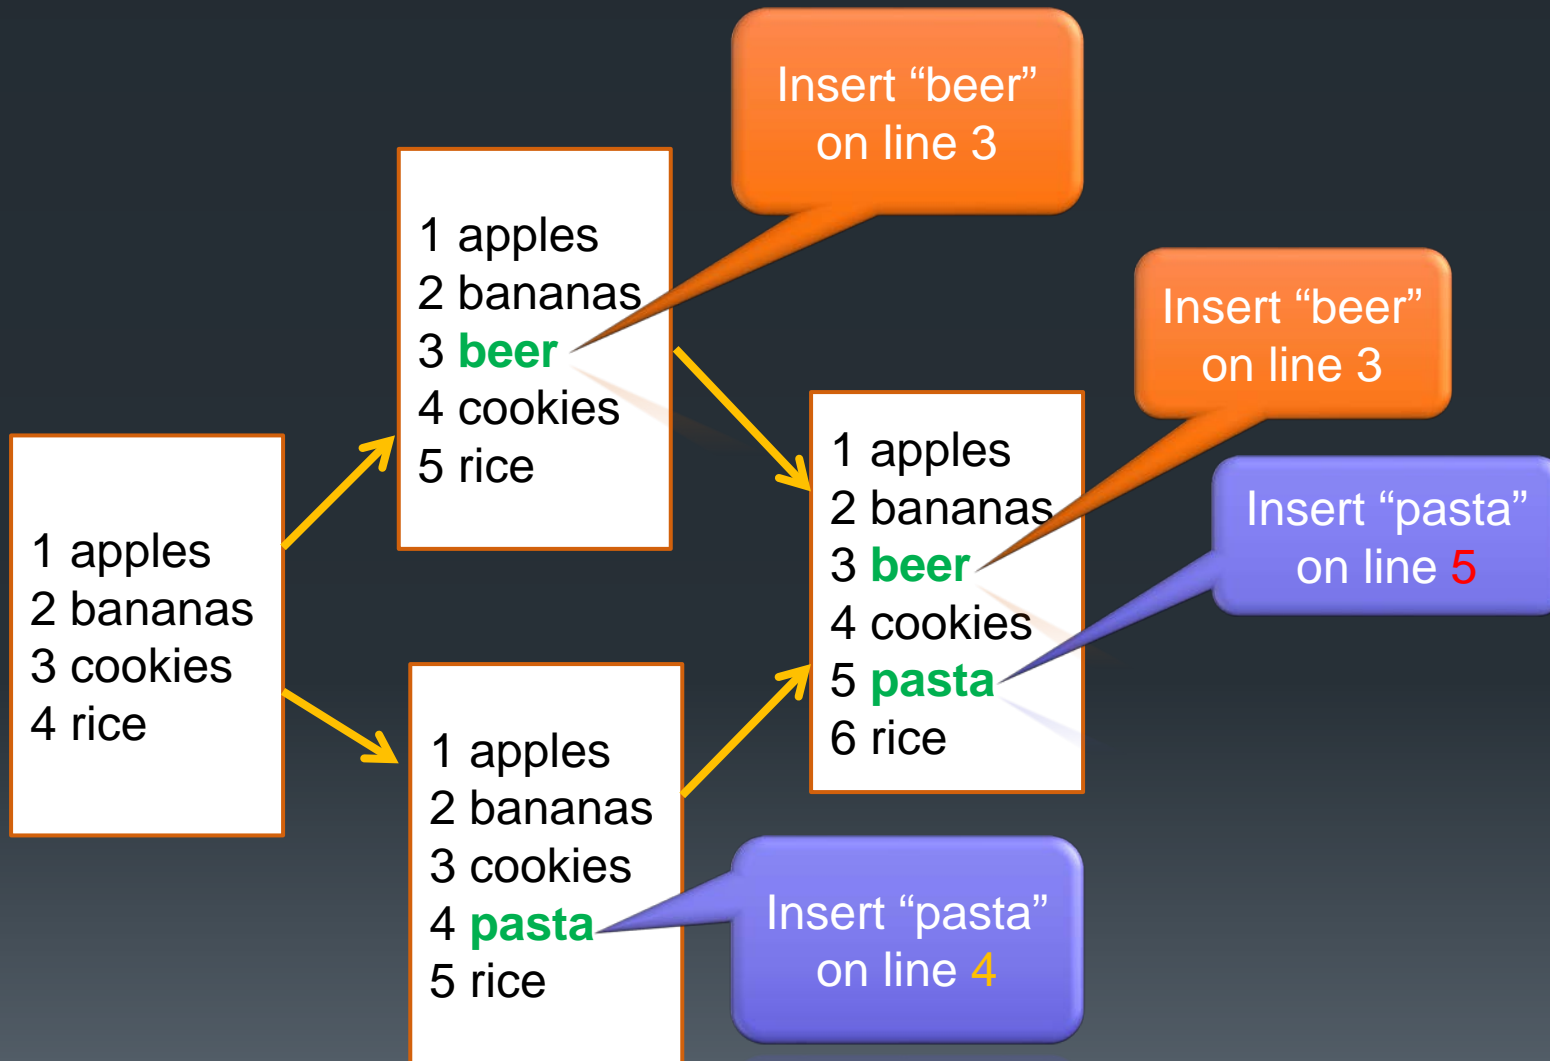 Insert “beer”
on line 3
1 apples
2 bananas
3 beer
4 cookies
5 rice
Insert “beer”
on line 3
1 apples
2 bananas
3 cookies
4 rice
1 apples
2 bananas
3 beer
4 cookies
5 pasta
6 rice
Insert “pasta”
on line 5
1 apples
2 bananas
3 cookies
4 pasta
5 rice
Insert “pasta”
on line 4